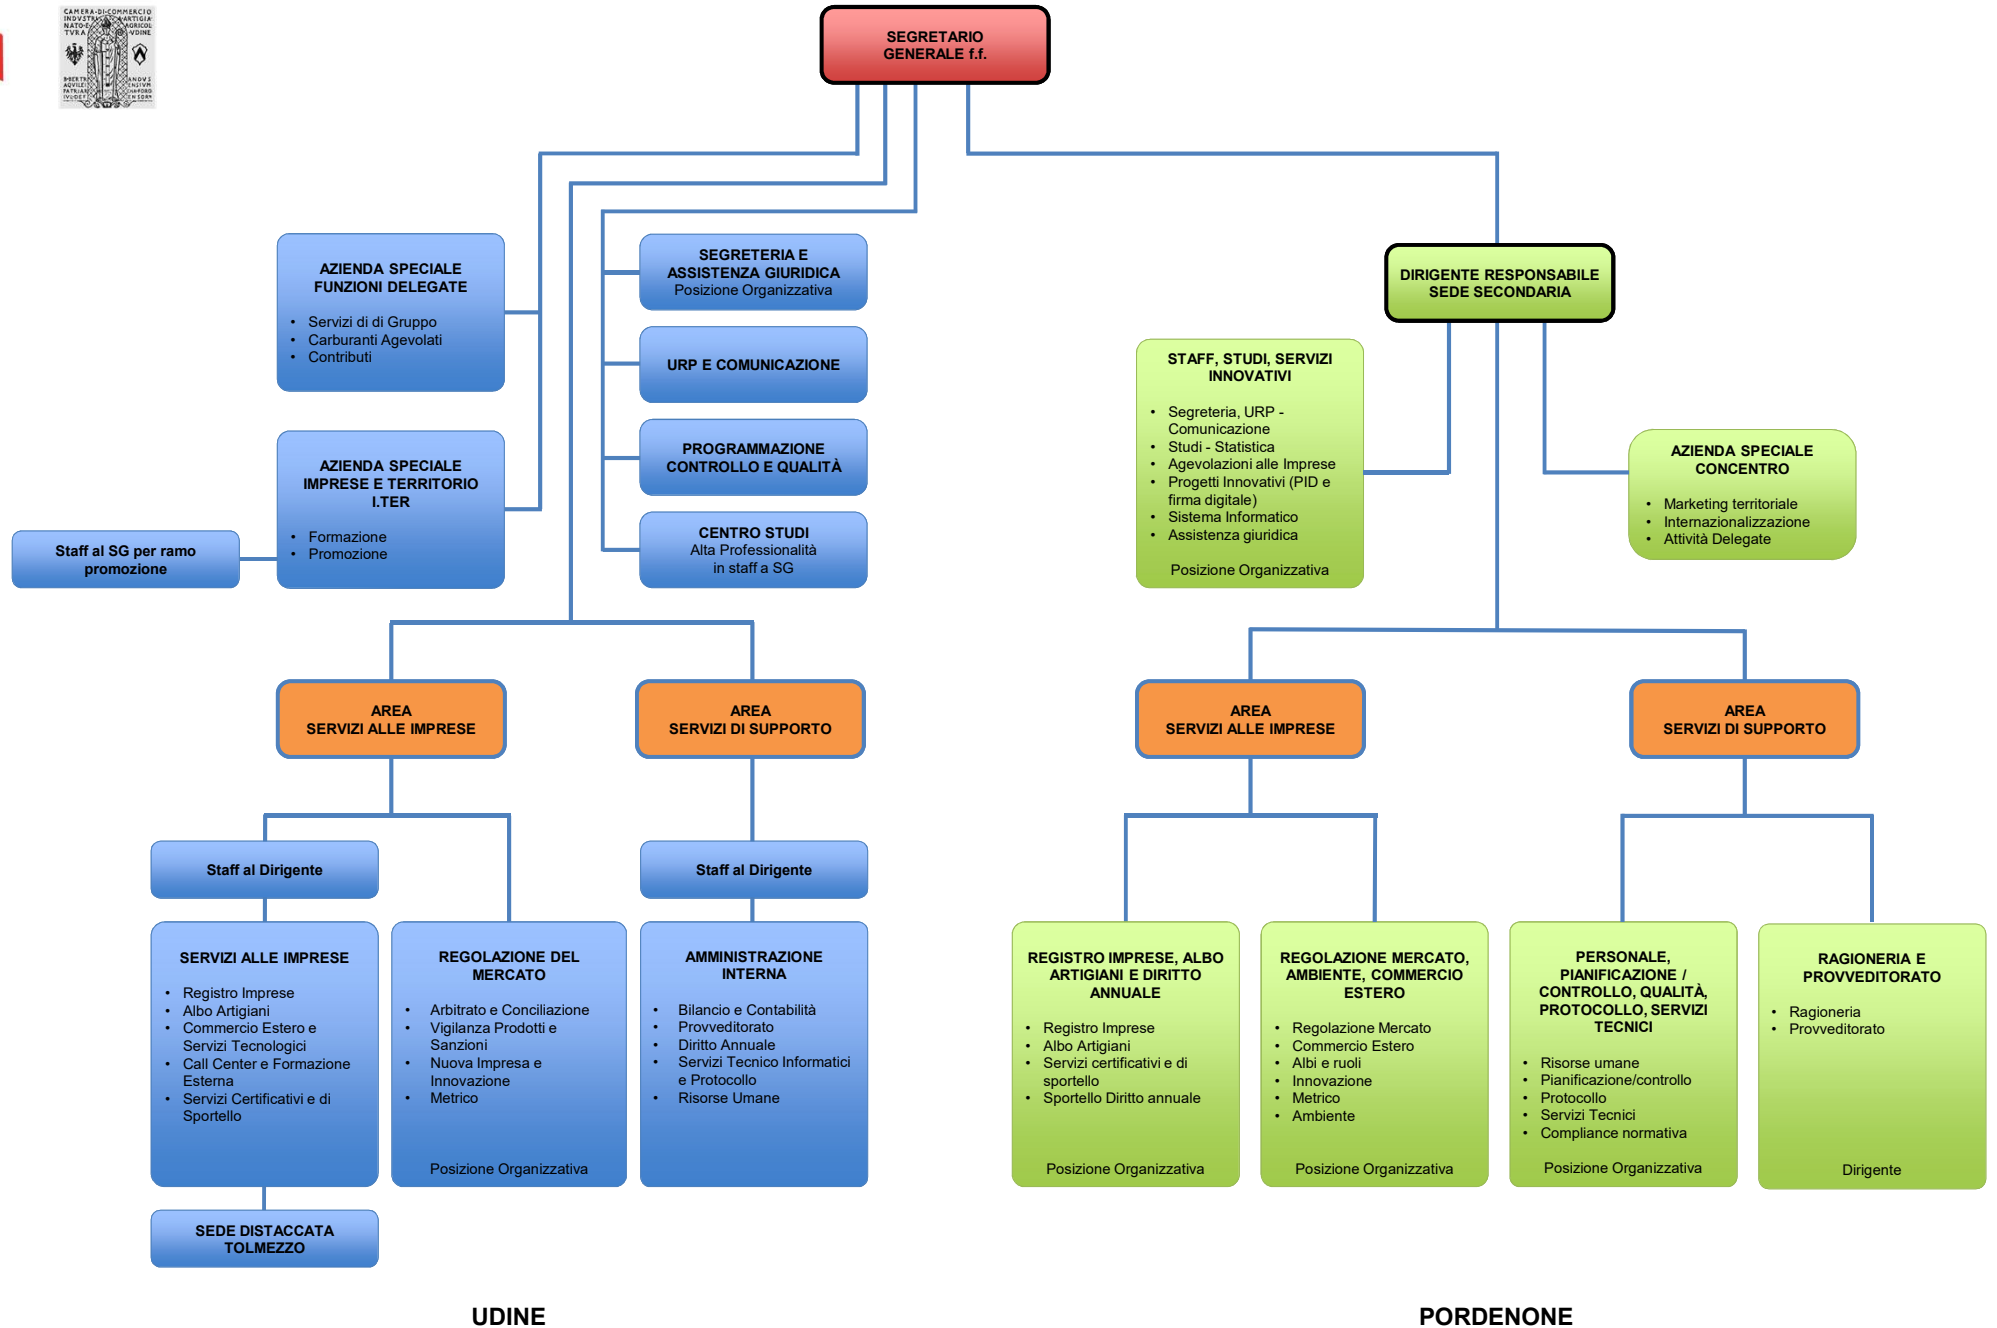 CAMERA·DI·COMMERCIO
INDVSTRI ARTIGIA
NATO·E AGRICOL
TVRA VDINE
SEGRETARIO
GENERALE f.f.
AZIENDA SPECIALE
FUNZIONI DELEGATE
• Servizi di di Gruppo
• Carburanti Agevolati
• Contributi
AZIENDA SPECIALE
IMPRESE E TERRITORIO
I.TER
• Formazione
• Promozione
Staff al SG per ramo
promozione
SEGRETERIA E
ASSISTENZA GIURIDICA
Posizione Organizzativa
URP E COMUNICAZIONE
PROGRAMMAZIONE
CONTROLLO E QUALITÀ
CENTRO STUDI
Alta Professionalità
in staff a SG
DIRIGENTE RESPONSABILE
SEDE SECONDARIA
STAFF, STUDI, SERVIZI
INNOVATIVI
• Segreteria, URP -
Comunicazione
• Studi - Statistica
• Agevolazioni alle Imprese
• Progetti Innovativi (PID e
firma digitale)
• Sistema Informatico
• Assistenza giuridica
Posizione Organizzativa
AZIENDA SPECIALE
CONCENTRO
• Marketing territoriale
• Internazionalizzazione
• Attività Delegate
AREA
SERVIZI ALLE IMPRESE
AREA
SERVIZI DI SUPPORTO
AREA
SERVIZI ALLE IMPRESE
AREA
SERVIZI DI SUPPORTO
Staff al Dirigente
Staff al Dirigente
SERVIZI ALLE IMPRESE
• Registro Imprese
• Albo Artigiani
• Commercio Estero e
Servizi Tecnologici
• Call Center e Formazione
Esterna
• Servizi Certificativi e di
Sportello
REGOLAZIONE DEL
MERCATO
• Arbitrato e Conciliazione
• Vigilanza Prodotti e
Sanzioni
• Nuova Impresa e
Innovazione
• Metrico
Posizione Organizzativa
AMMINISTRAZIONE
INTERNA
• Bilancio e Contabilità
• Provveditorato
• Diritto Annuale
• Servizi Tecnico Informatici
e Protocollo
• Risorse Umane
REGISTRO IMPRESE, ALBO
ARTIGIANI E DIRITTO
ANNUALE
• Registro Imprese
• Albo Artigiani
• Servizi certificativi e di
sportello
• Sportello Diritto annuale
Posizione Organizzativa
REGOLAZIONE MERCATO,
AMBIENTE, COMMERCIO
ESTERO
• Regolazione Mercato
• Commercio Estero
• Albi e ruoli
• Innovazione
• Metrico
• Ambiente
Posizione Organizzativa
PERSONALE,
PIANIFICAZIONE /
CONTROLLO, QUALITÀ,
PROTOCOLLO, SERVIZI
TECNICI
• Risorse umane
• Pianificazione/controllo
• Protocollo
• Servizi Tecnici
• Compliance normativa
Posizione Organizzativa
RAGIONERIA E
PROVVEDITORATO
• Ragioneria
• Provveditorato
Dirigente
SEDE DISTACCATA
TOLMEZZO
UDINE
PORDENONE